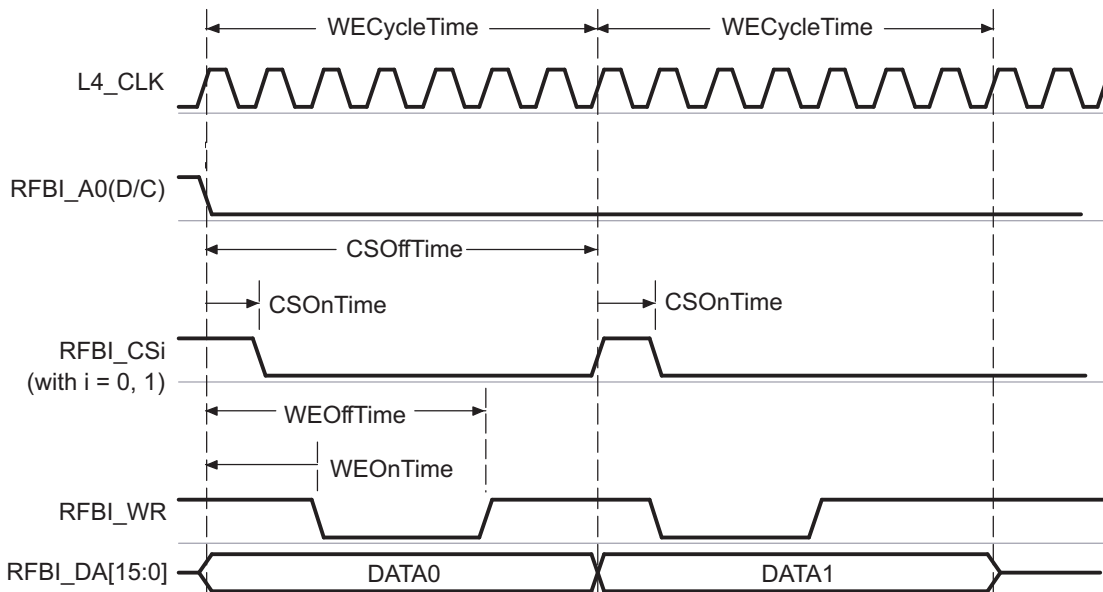 WECycleTime
WECycleTime
L4_CLK
RFBI_A0(D/C)
CSOffTime
CSOnTime
CSOnTime
RFBI_CSi
(with i = 0, 1)
WEOffTime
WEOnTime
RFBI_WR
RFBI_DA[15:0]
DATA0
DATA1